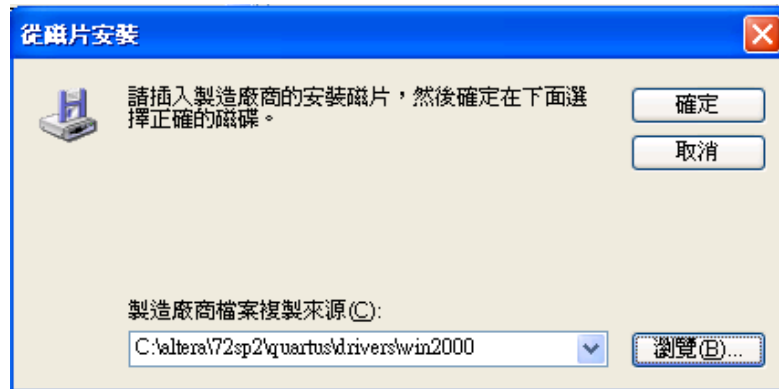 從磁片安裝
請插入製造廠商的安裝磁片，然後確定在下面選
擇正確的磁碟。
確定
取消
製造廠商檔案複製來源(C):
C:\altera\72sp2\quartus\drivers\win2000
瀏覽(B)...